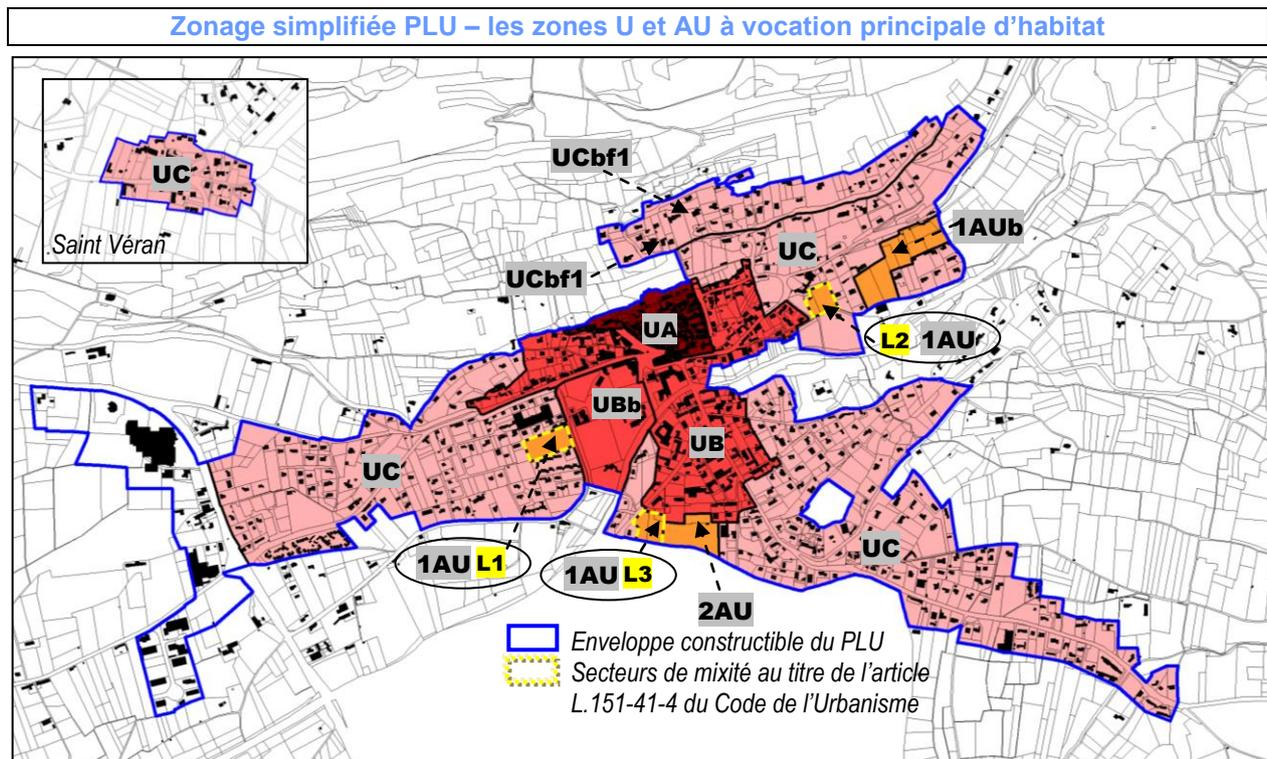 Zonage simplifiée PLU – les zones U et AU à vocation principale d’habitat
UC
Saint Véran
UCbf1
UCbf1
UC
1AUb
UA
L2 1AU
UBb
UB
UC
UC
1AU L1
1AU L3
2AU
Enveloppe constructible du PLU
Secteurs de mixité au titre de l’article
L.151-41-4 du Code de l’Urbanisme